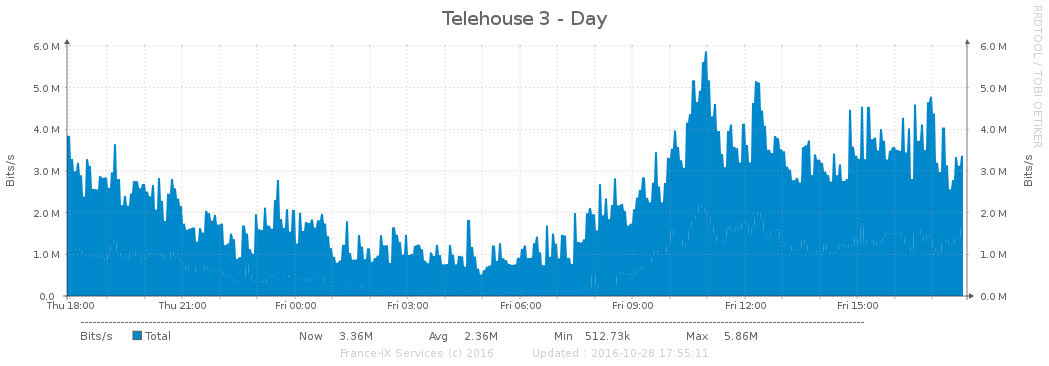 Telehouse 3 - Day
RRDTOOL / TOBI OETIKER
6.0 M 6.0 M
5.0 M 5.0 M
4.0 M 4.0 M
3.0 M 3.0 M
2.0 M 2.0 M
1.0 M 1.0 M
0.0 0.0 M
Bits/s Bits/s
Thu 18:00 Thu 21:00 Fri 00:00 Fri 03:00 Fri 06:00 Fri 09:00 Fri 12:00 Fri 15:00
Bits/s Total Now 3.36M Avg 2.36M Min 512.73k Max 5.86M
France-IX Services (c) 2016 Updated : 2016-10-28 17:55:11